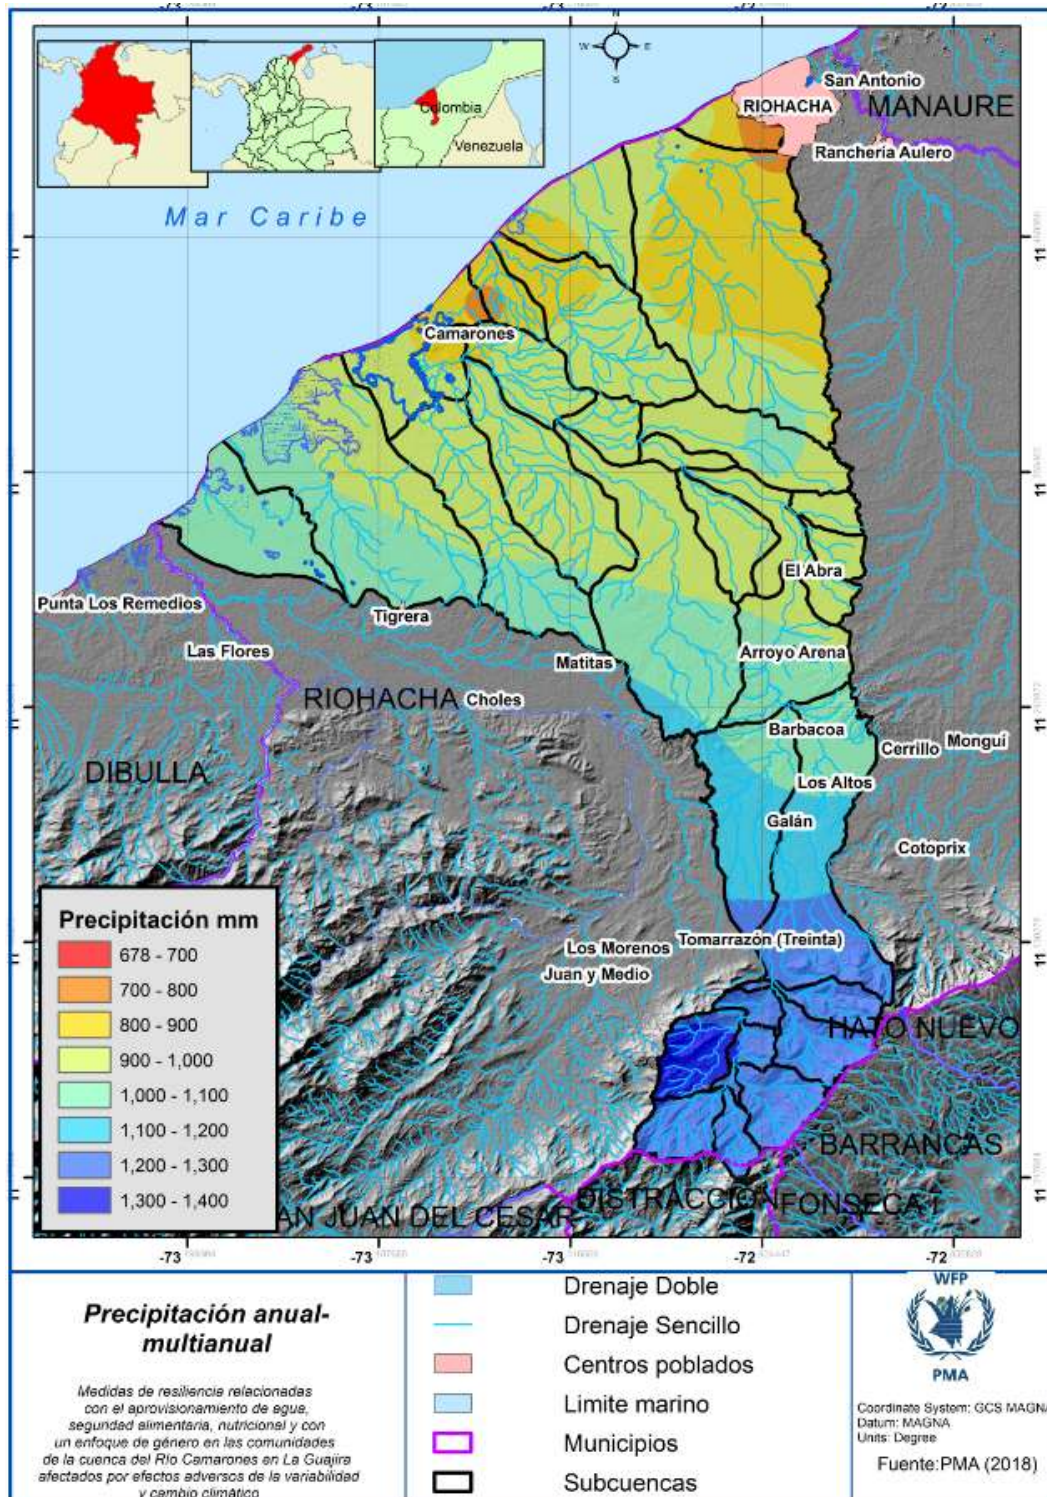 N
W
E
S
Colombia
Venezuela
Mar Caribe
San Antonio
RIOHACHA
MANAURE
Ranchería Aulero
Camarones
El Abra
Punta Los Remedios
Tigrera
Las Flores
Matitas
Arroyo Arena
RIOHACHA
Choles
Barbacoa
Cerrillo
Monguí
DIBULLA
Los Altos
Galán
Cotoprix
Tomarrazón (Treinta)
Los Morenos
Juan y Medio
HATO NUEVO
BARRANCAS
DISTRACCION
FONSECA
AN JUAN DEL CESAR
Precipitación mm
678 - 700
700 - 800
800 - 900
900 - 1,000
1,000 - 1,100
1,100 - 1,200
1,200 - 1,300
1,300 - 1,400
11
11
11
11
11
-73
-73
-73
-72
-72
Precipitación anual-
multianual
Medidas de resiliencia relacionadas
con el aprovisionamiento de agua,
seguridad alimentaria, nutricional y con
un enfoque de género en las comunidades
de la cuenca del Río Camarones en La Guajira
afectados por efectos adversos de la variabilidad
y cambio climático
Drenaje Doble
Drenaje Sencillo
Centros poblados
Limite marino
Municipios
Subcuencas
WFP
PMA
Coordinate System: GCS MAGNA
Datum: MAGNA
Units: Degree
Fuente:PMA (2018)